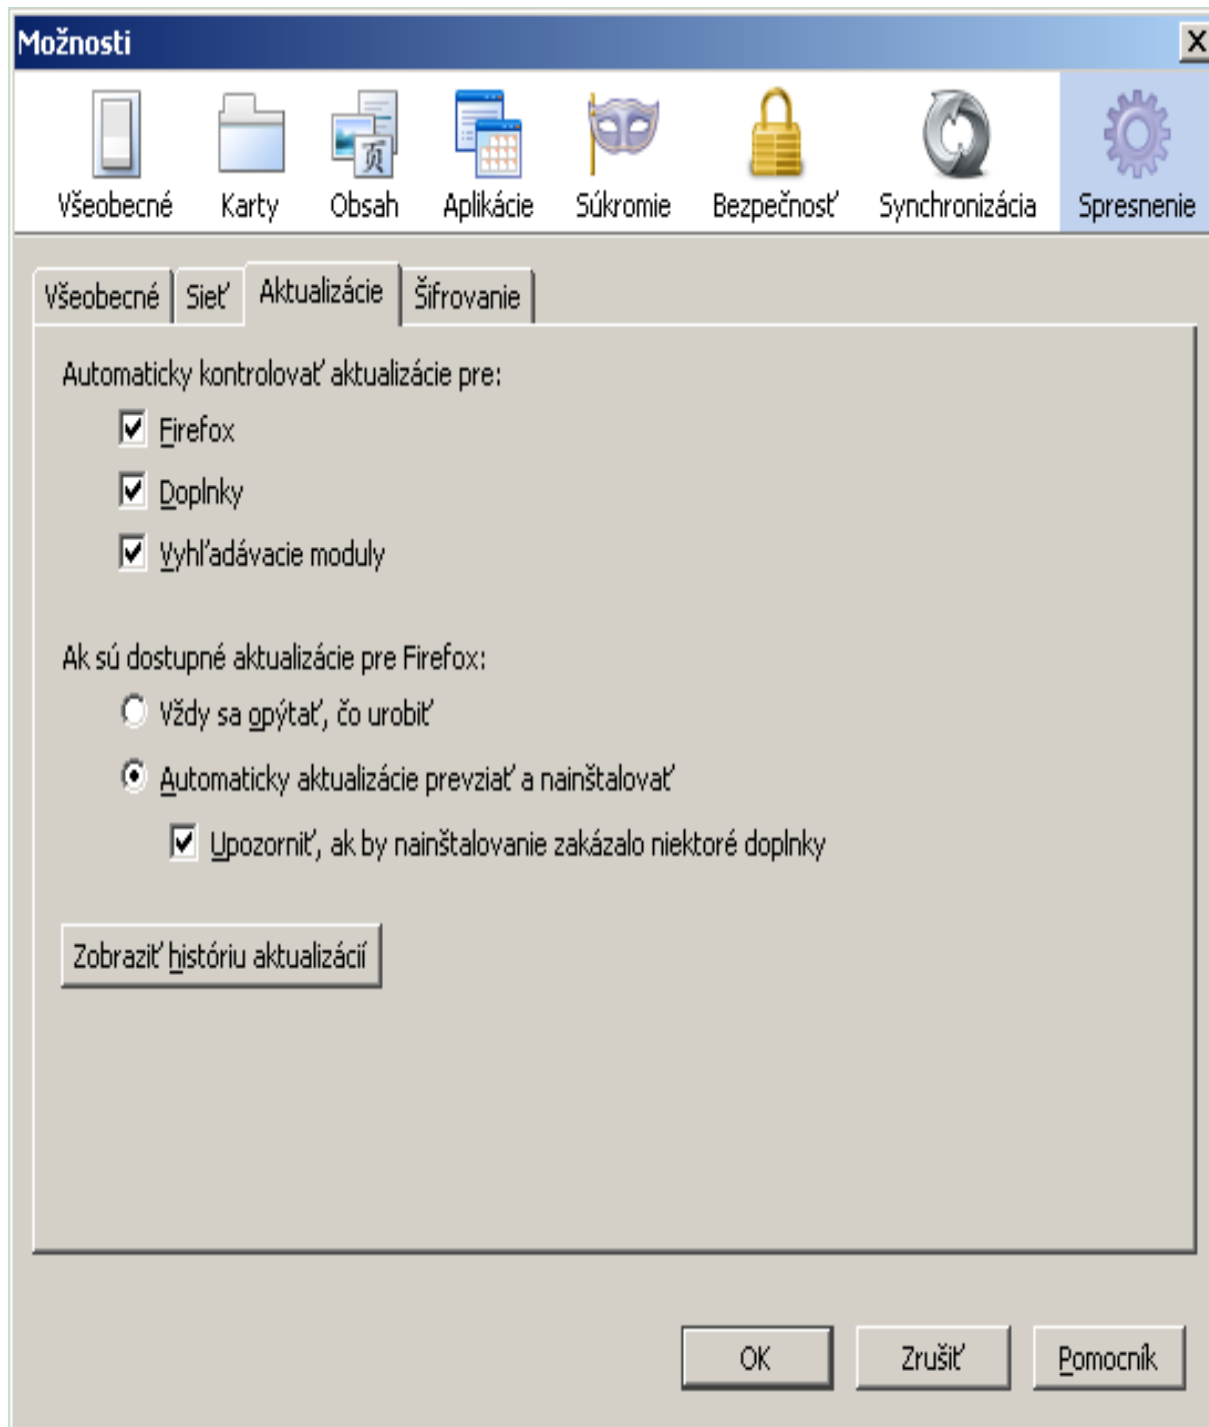 Možnosti
Všeobecné Karty Obsah Aplikácie Súkromie Bezpečnosť Synchronizácia Spresnenie
Všeobecné Sieť Aktualizácie Šifrovanie
Automaticky kontrolovať aktualizácie pre:
Firefox
Doplnky
Vyhľadávacie moduly
Ak sú dostupné aktualizácie pre Firefox:
Vždy sa opýtať, čo urobiť
Automaticky aktualizácie prevziať a nainštalovať
Upozorniť, ak by nainštalovanie zakázalo niektoré doplnky
Zobraziť históriu aktualizácií
OK Zrušiť Pomocník